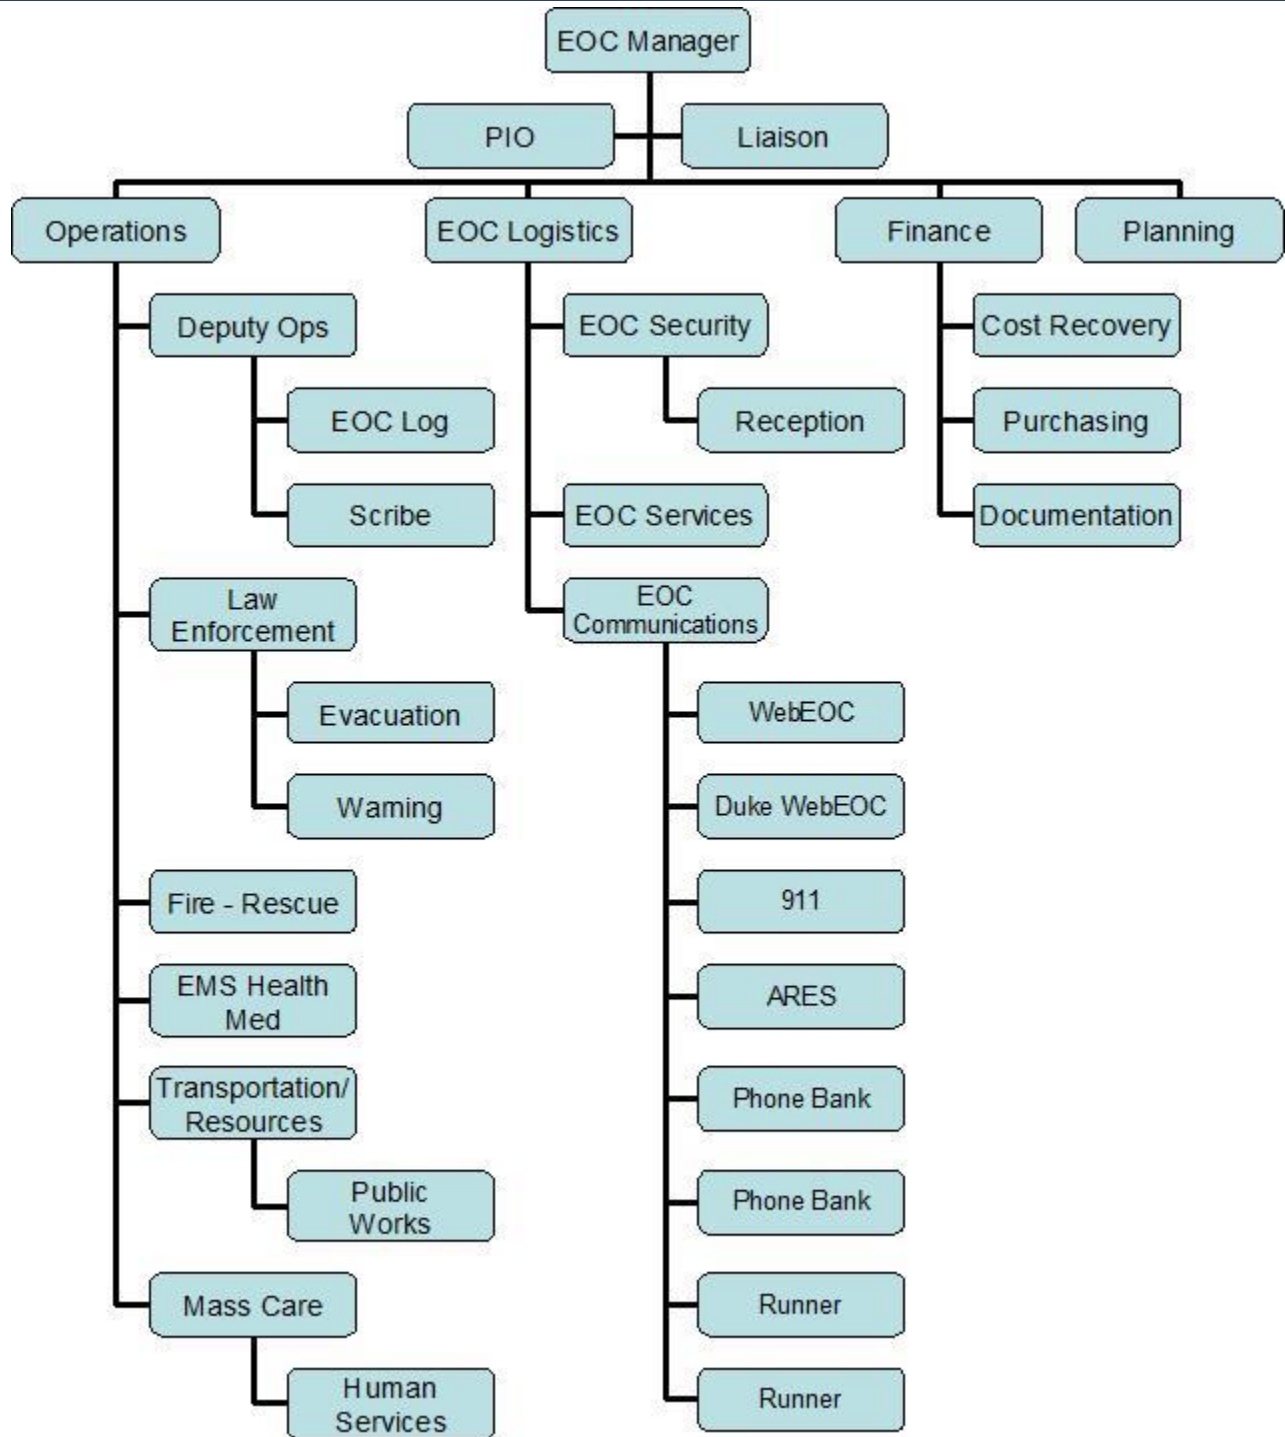 EOC Manager
PIO
Liaison
Operations
EOC Logistics
Finance
Planning
Deputy Ops
EOC Security
Cost Recovery
EOC Log
Reception
Purchasing
Scribe
EOC Services
Documentation
Law
Enforcement
EOC
Communications
Evacuation
WebEOC
Warning
Duke WebEOC
Fire - Rescue
911
EMS Health
Med
ARES
Transportation/
Resources
Phone Bank
Public
Works
Phone Bank
Mass Care
Runner
Human
Services
Runner